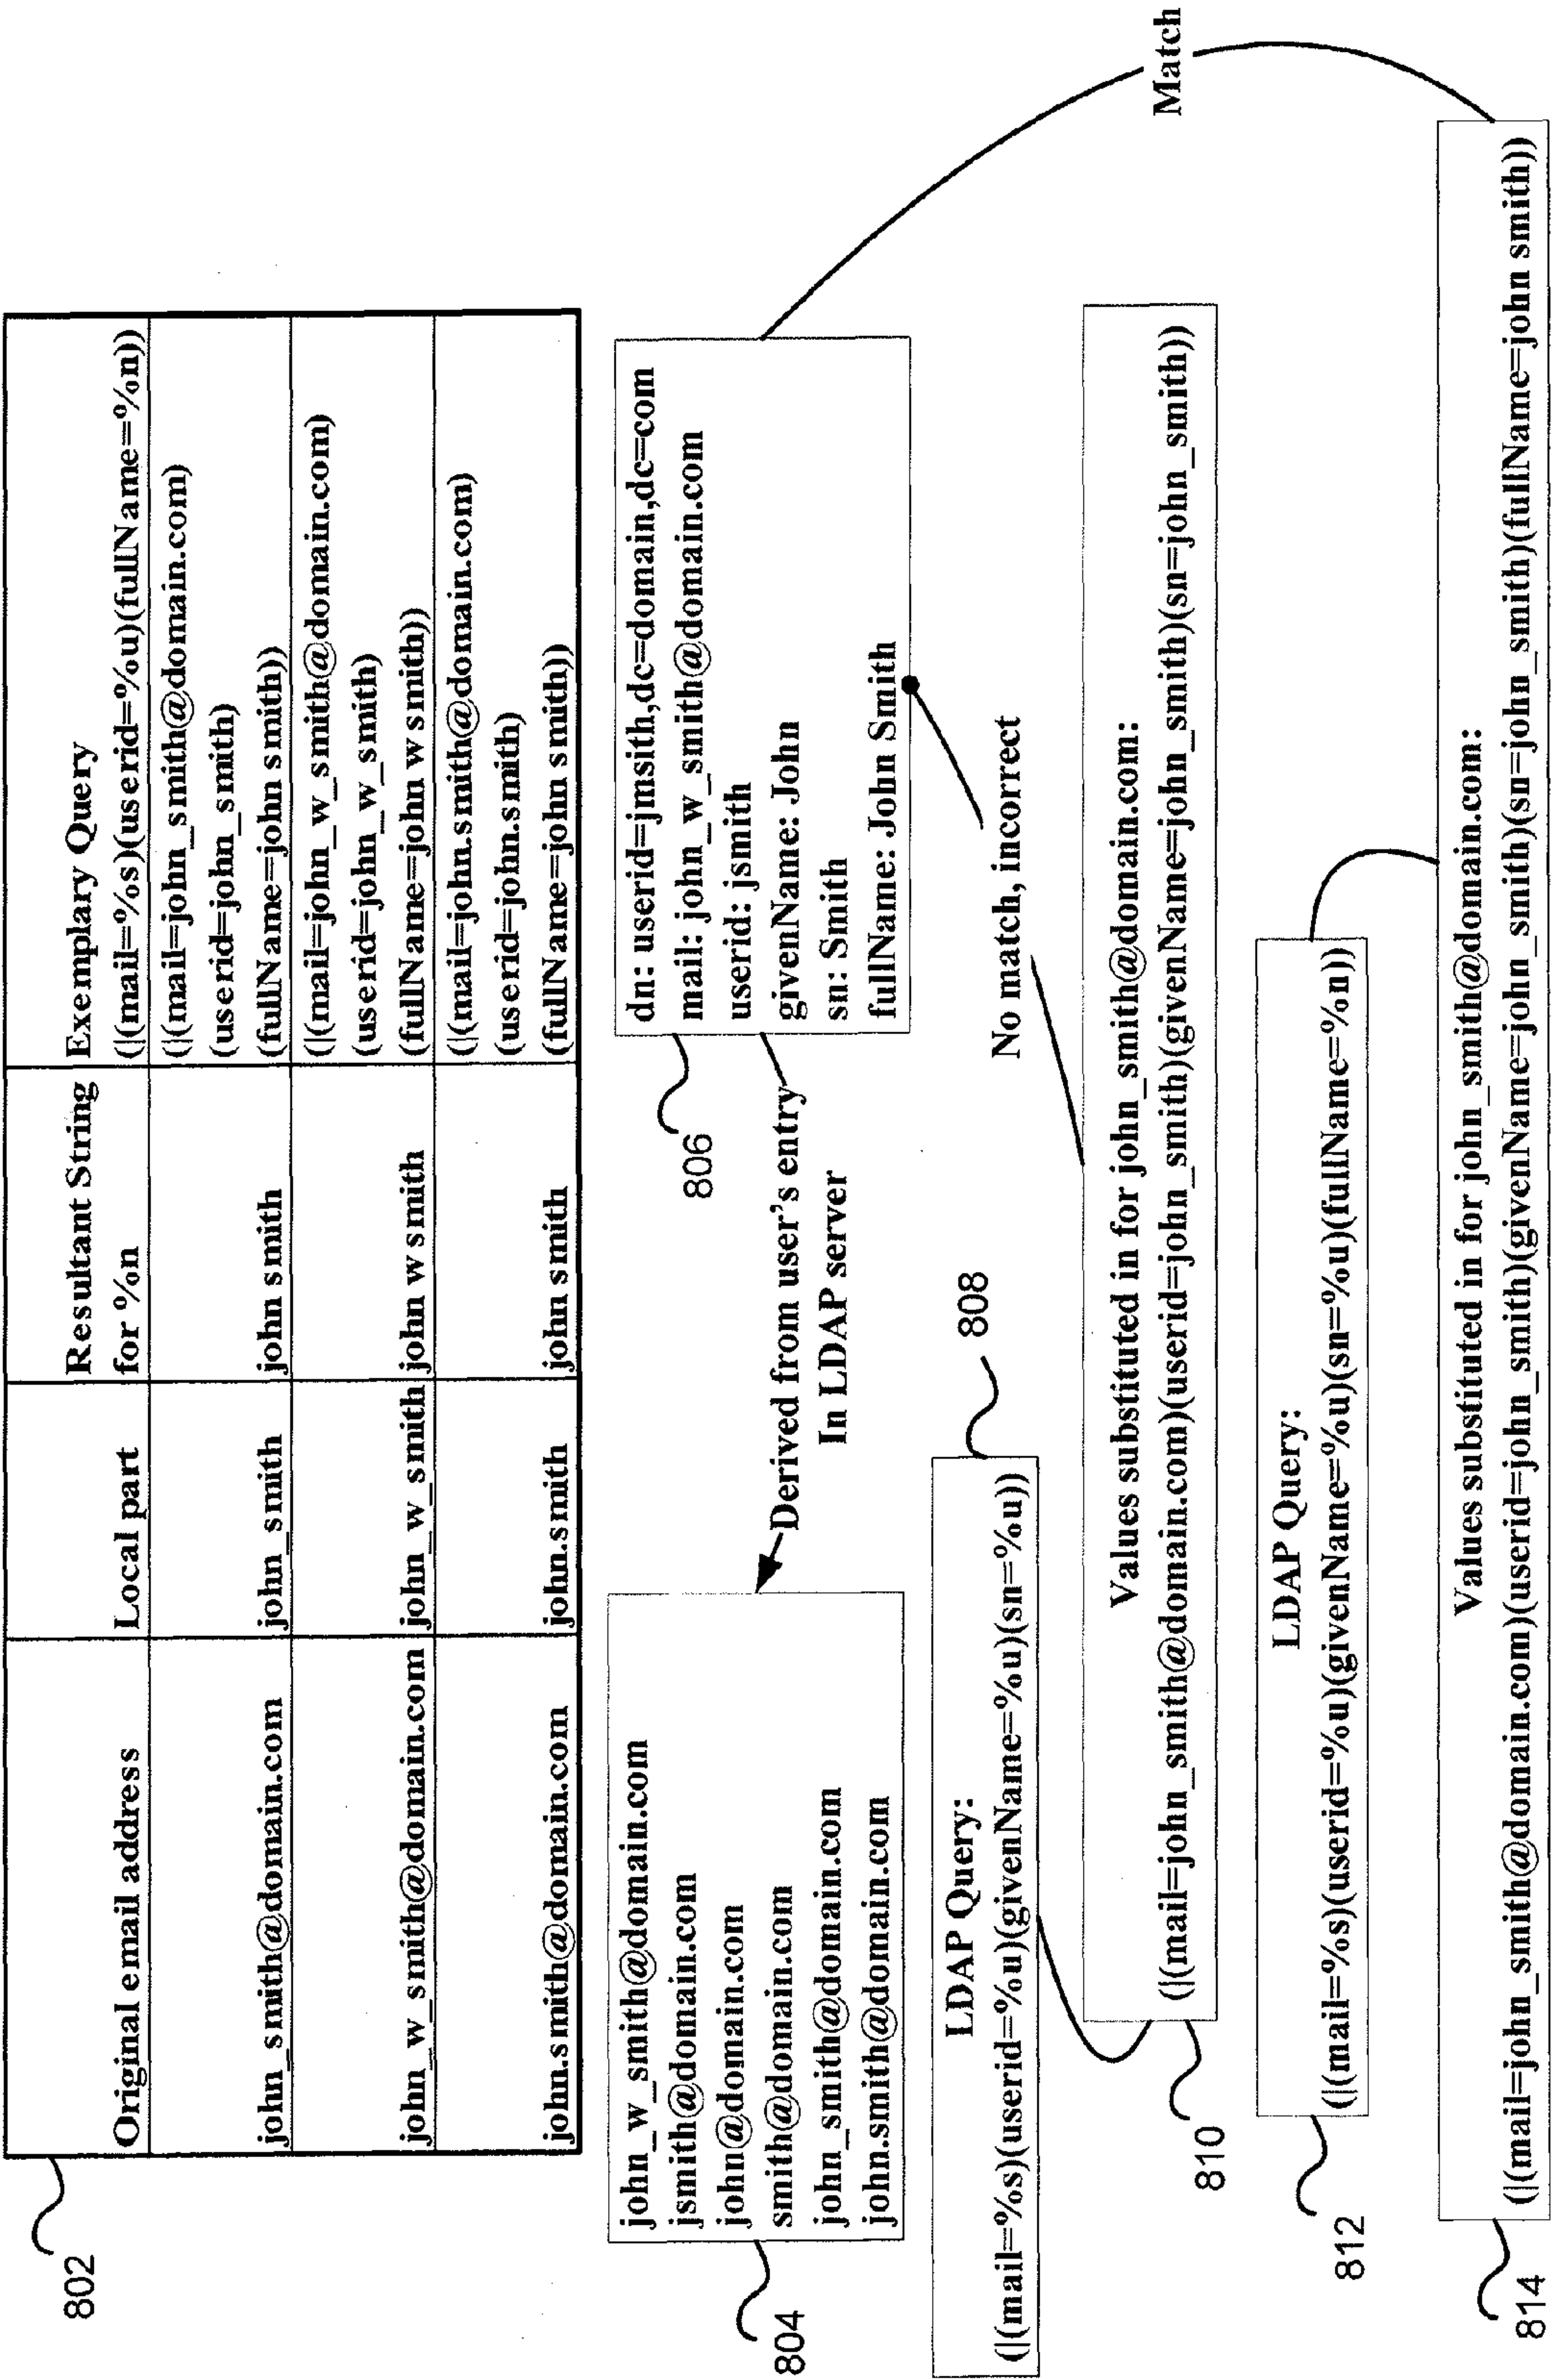 802
Original email address
Local part
Resultant String
for %n
Exemplary Query
(|(mail=%s)(userid=%u)(fullName=%n))
john_smith@domain.com
john_smith
john smith
(|(mail=john_smith@domain.com)
(userid=john_smith)
(fullName=john smith))
john_w_smith@domain.com
john_w_smith
john w smith
(|(mail=john_w_smith@domain.com)
(userid=john_w_smith)
(fullName=john w smith))
john.smith@domain.com
john.smith
john smith
(|(mail=john.smith@domain.com)
(userid=john.smith)
(fullName=john smith))
804
john_w_smith@domain.com
jsmith@domain.com
john@domain.com
smith@domain.com
john_smith@domain.com
john.smith@domain.com
Derived from user's entry
In LDAP server
806
dn: userid=jmsith,dc=domain,dc=com
mail: john_w_smith@domain.com
userid: jsmith
givenName: John
sn: Smith
fullName: John Smith
808
LDAP Query:
(|(mail=%s)(userid=%u)(givenName=%u)(sn=%u))
No match, incorrect
Match
810
Values substituted in for john_smith@domain.com:
(|(mail=john_smith@domain.com)(userid=john_smith)(givenName=john_smith)(sn=john_smith))
812
LDAP Query:
(|(mail=%s)(userid=%u)(givenName=%u)(sn=%u)(fullName=%n))
814
Values substituted in for john_smith@domain.com:
(|(mail=john_smith@domain.com)(userid=john_smith)(givenName=john_smith)(sn=john_smith)(fullName=john smith))